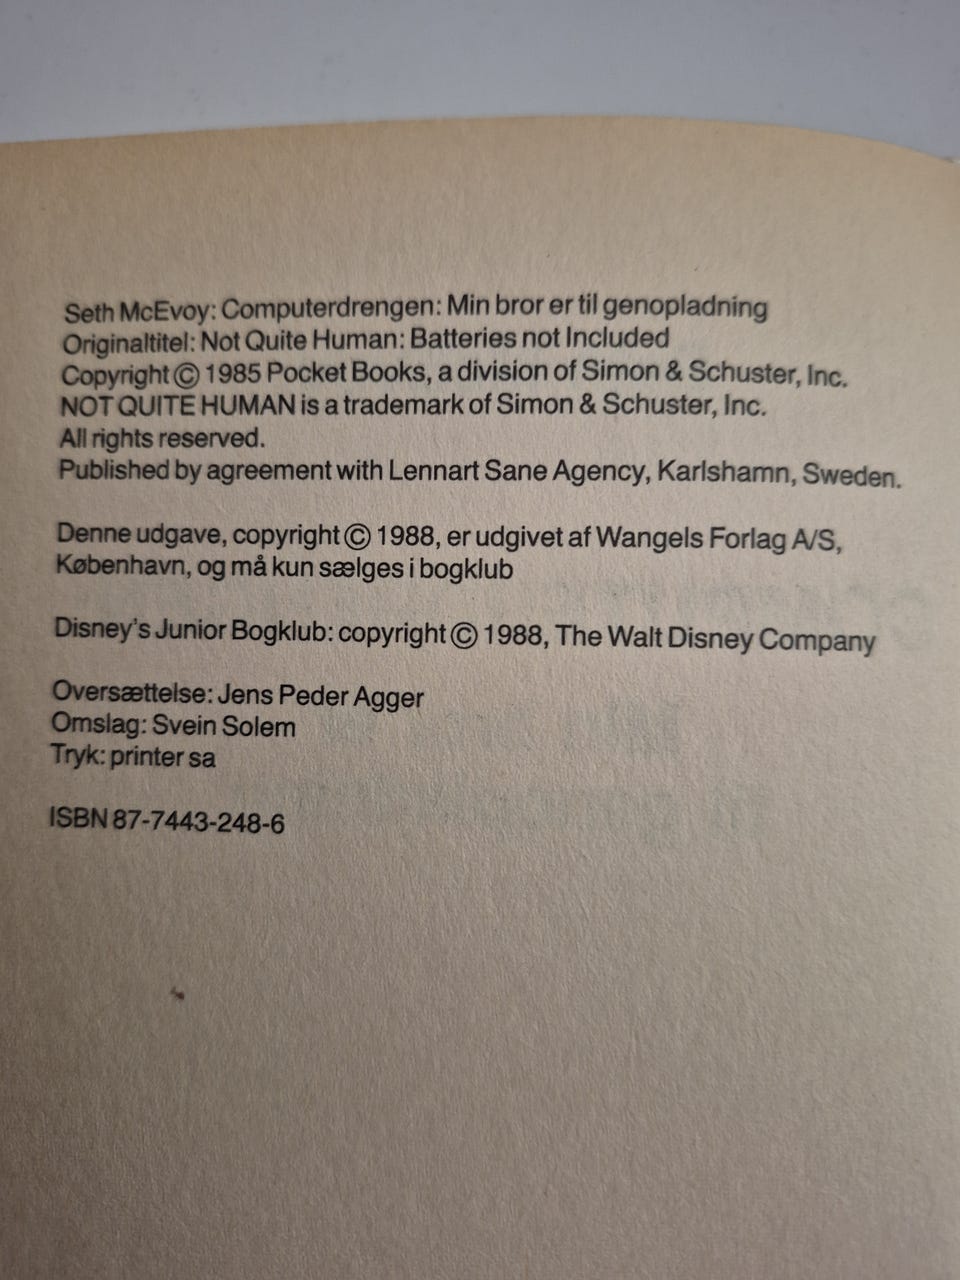 Seth McEvoy: Computerdrengen: Min bror er til genopladning
Originaltitel: Not Quite Human: Batteries not Included
Copyright © 1985 Pocket Books, a division of Simon & Schuster, Inc.
NOT QUITE HUMAN is a trademark of Simon & Schuster, Inc.
All rights reserved.
Published by agreement with Lennart Sane Agency, Karlshamn, Sweden.
Denne udgave, copyright © 1988, er udgivet af Wangels Forlag A/S,
København, og må kun sælges i bogklub
Disney's Junior Bogklub: copyright © 1988, The Walt Disney Company
Oversættelse: Jens Peder Agger
Omslag: Svein Solem
Tryk: printer sa
ISBN 87-7443-248-6